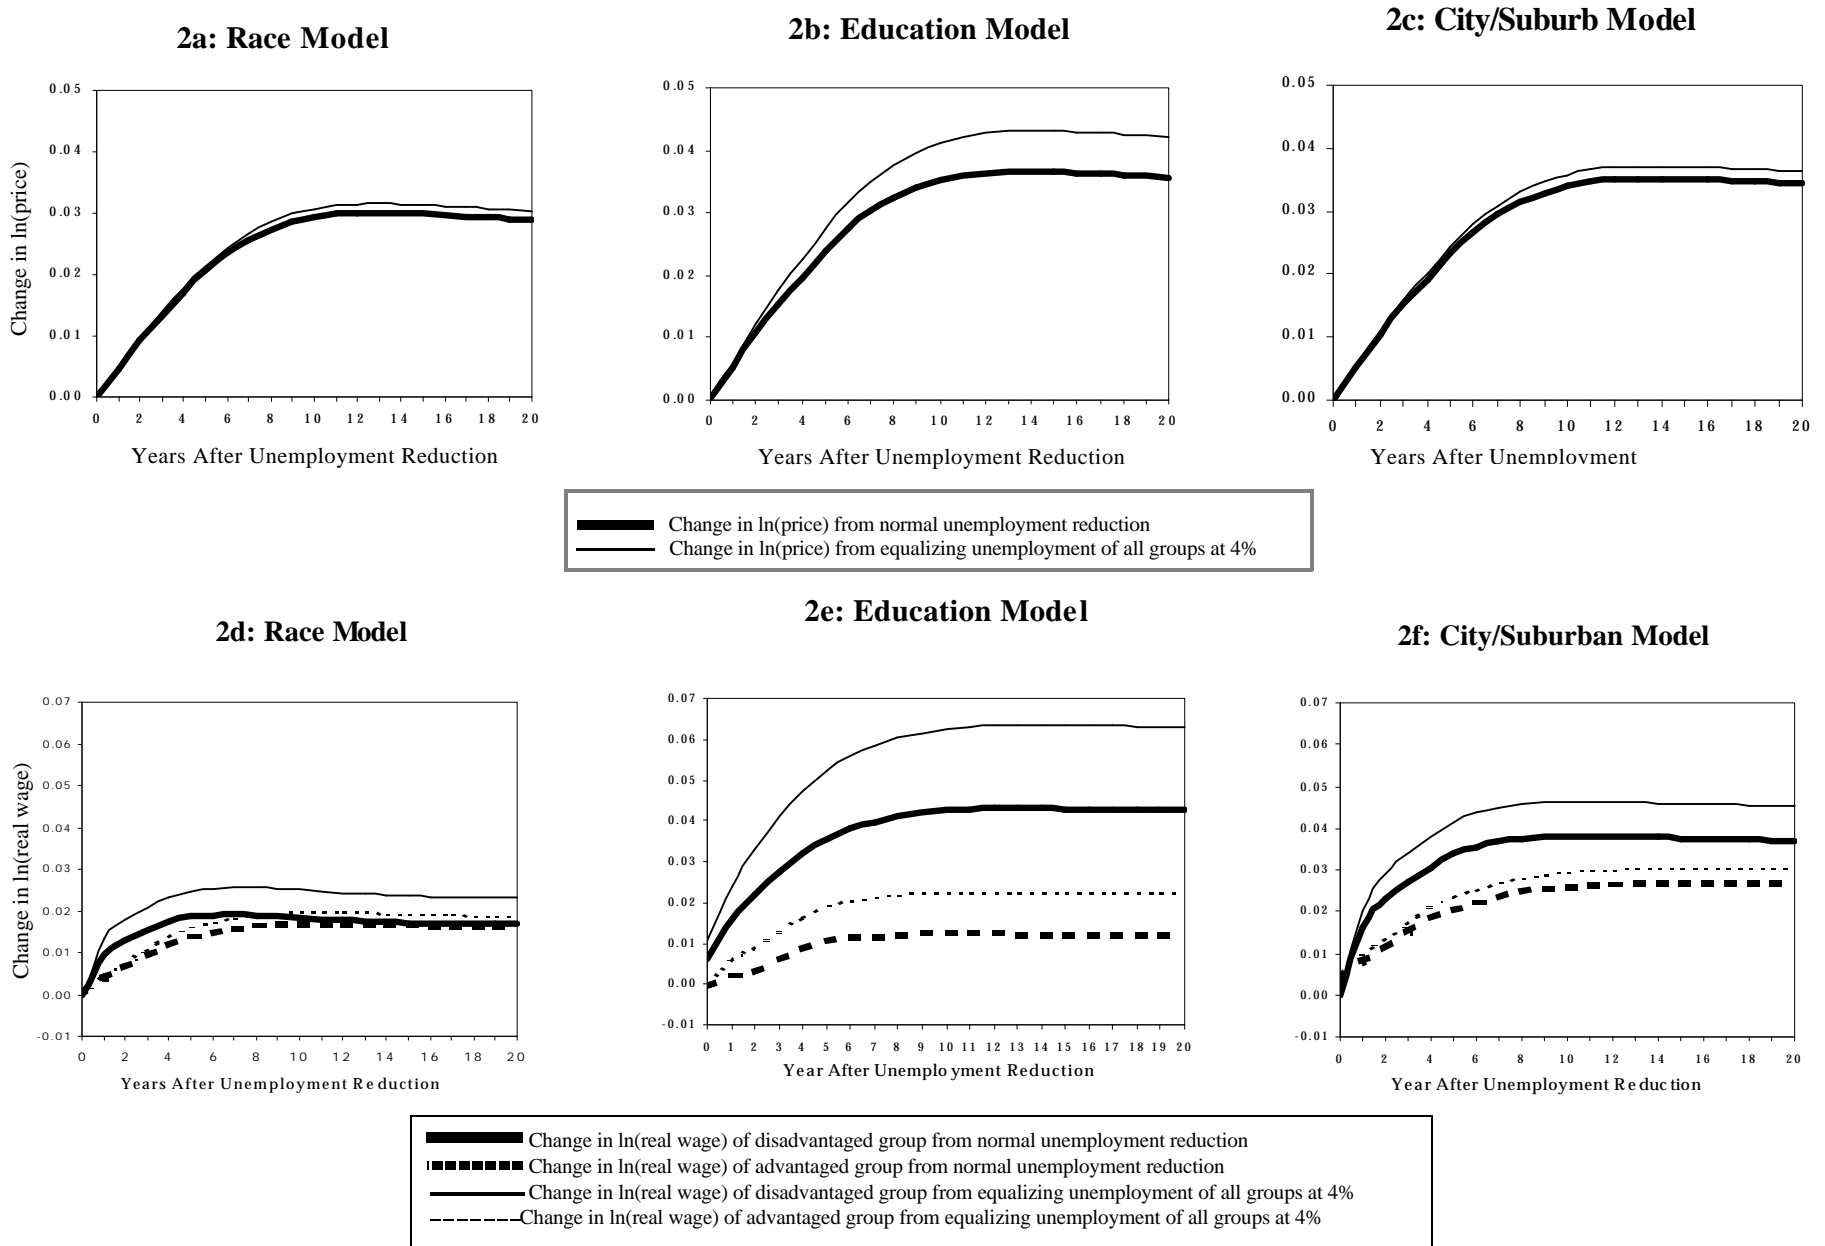 2a: Race Model
2b: Education Model
2c: City/Suburb Model
Change in ln(price)
0.05
0.04
0.03
0.02
0.01
0.00
0 2 4 6 8 10 12 14 16 18 20
Years After Unemployment Reduction
0.05
0.04
0.03
0.02
0.01
0.00
0 2 4 6 8 10 12 14 16 18 20
Years After Unemployment Reduction
0.05
0.04
0.03
0.02
0.01
0.00
0 2 4 6 8 10 12 14 16 18 20
Years After Unemployment
Change in ln(price) from normal unemployment reduction
Change in ln(price) from equalizing unemployment of all groups at 4%
2d: Race Model
2e: Education Model
2f: City/Suburban Model
Change in ln(real wage)
0.07
0.06
0.05
0.04
0.03
0.02
0.01
0.00
-0.01
0 2 4 6 8 10 12 14 16 18 20
Years After Unemployment Reduction
0.07
0.06
0.05
0.04
0.03
0.02
0.01
0.00
-0.01
0 1 2 3 4 5 6 7 8 9 10 11 12 13 14 15 16 17 18 19 20
Year After Unemployment Reduction
0.07
0.06
0.05
0.04
0.03
0.02
0.01
0.00
-0.01
0 2 4 6 8 10 12 14 16 18 20
Year After Unemployment Reduction
Change in ln(real wage) of disadvantaged group from normal unemployment reduction
Change in ln(real wage) of advantaged group from normal unemployment reduction
Change in ln(real wage) of disadvantaged group from equalizing unemployment of all groups at 4%
Change in ln(real wage) of advantaged group from equalizing unemployment of all groups at 4%